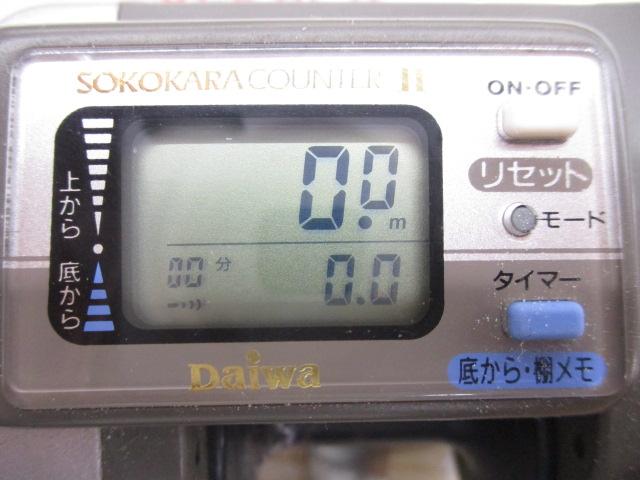 SOKOKARA COUNTER II
ON・OFF
リセット
モード
タイマー
底から・棚メモ
上から
底から
0.0 m
00 分 0.0
Daiwa